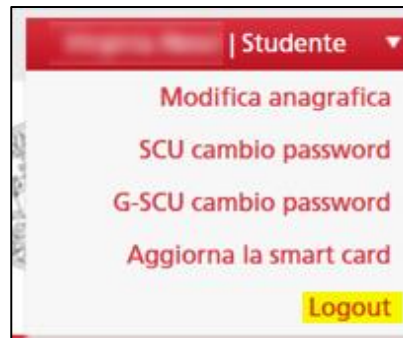 | Studente
Modifica anagrafica
SCU cambio password
G-SCU cambio password
Aggiorna la smart card
Logout